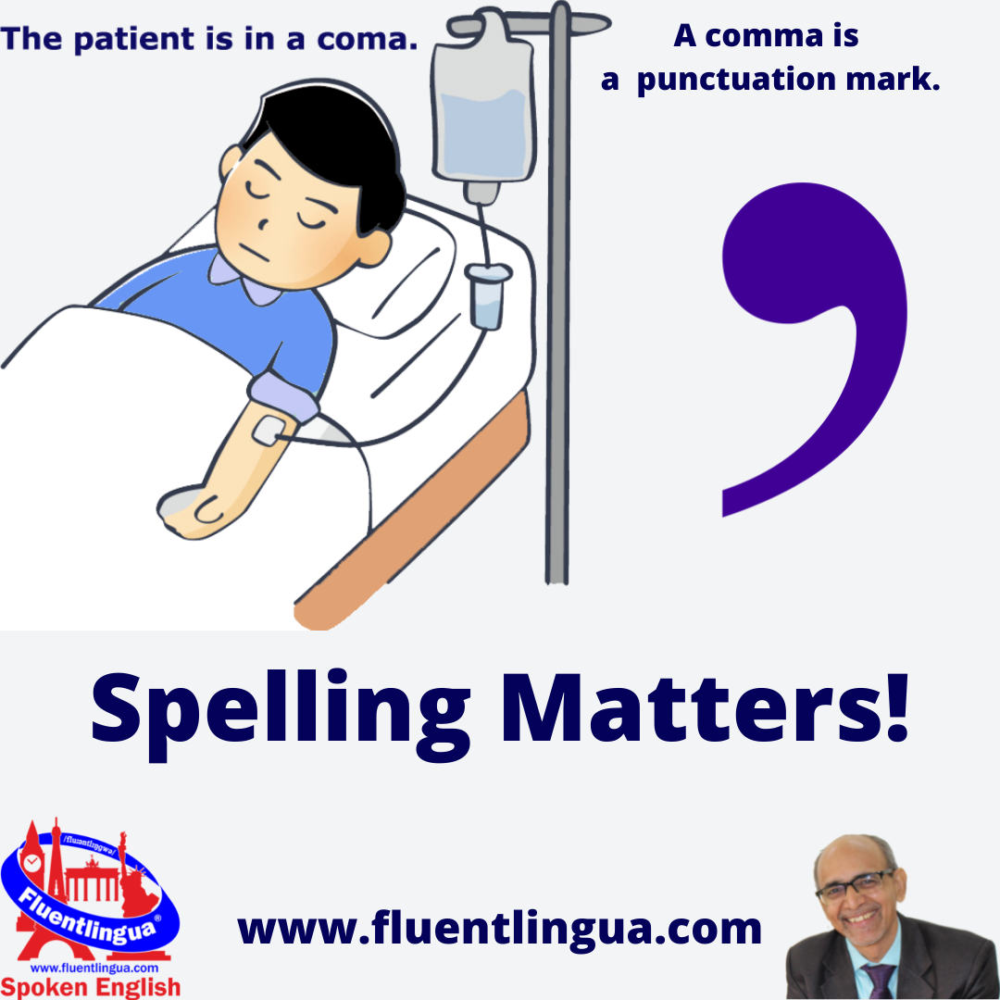 The patient is in a coma.
A comma is
a  punctuation mark.
,
Spelling Matters!
/fluːəntlɪŋɡwə/
Fluentlingua®
www.fluentlingua.com
Spoken English
www.fluentlingua.com